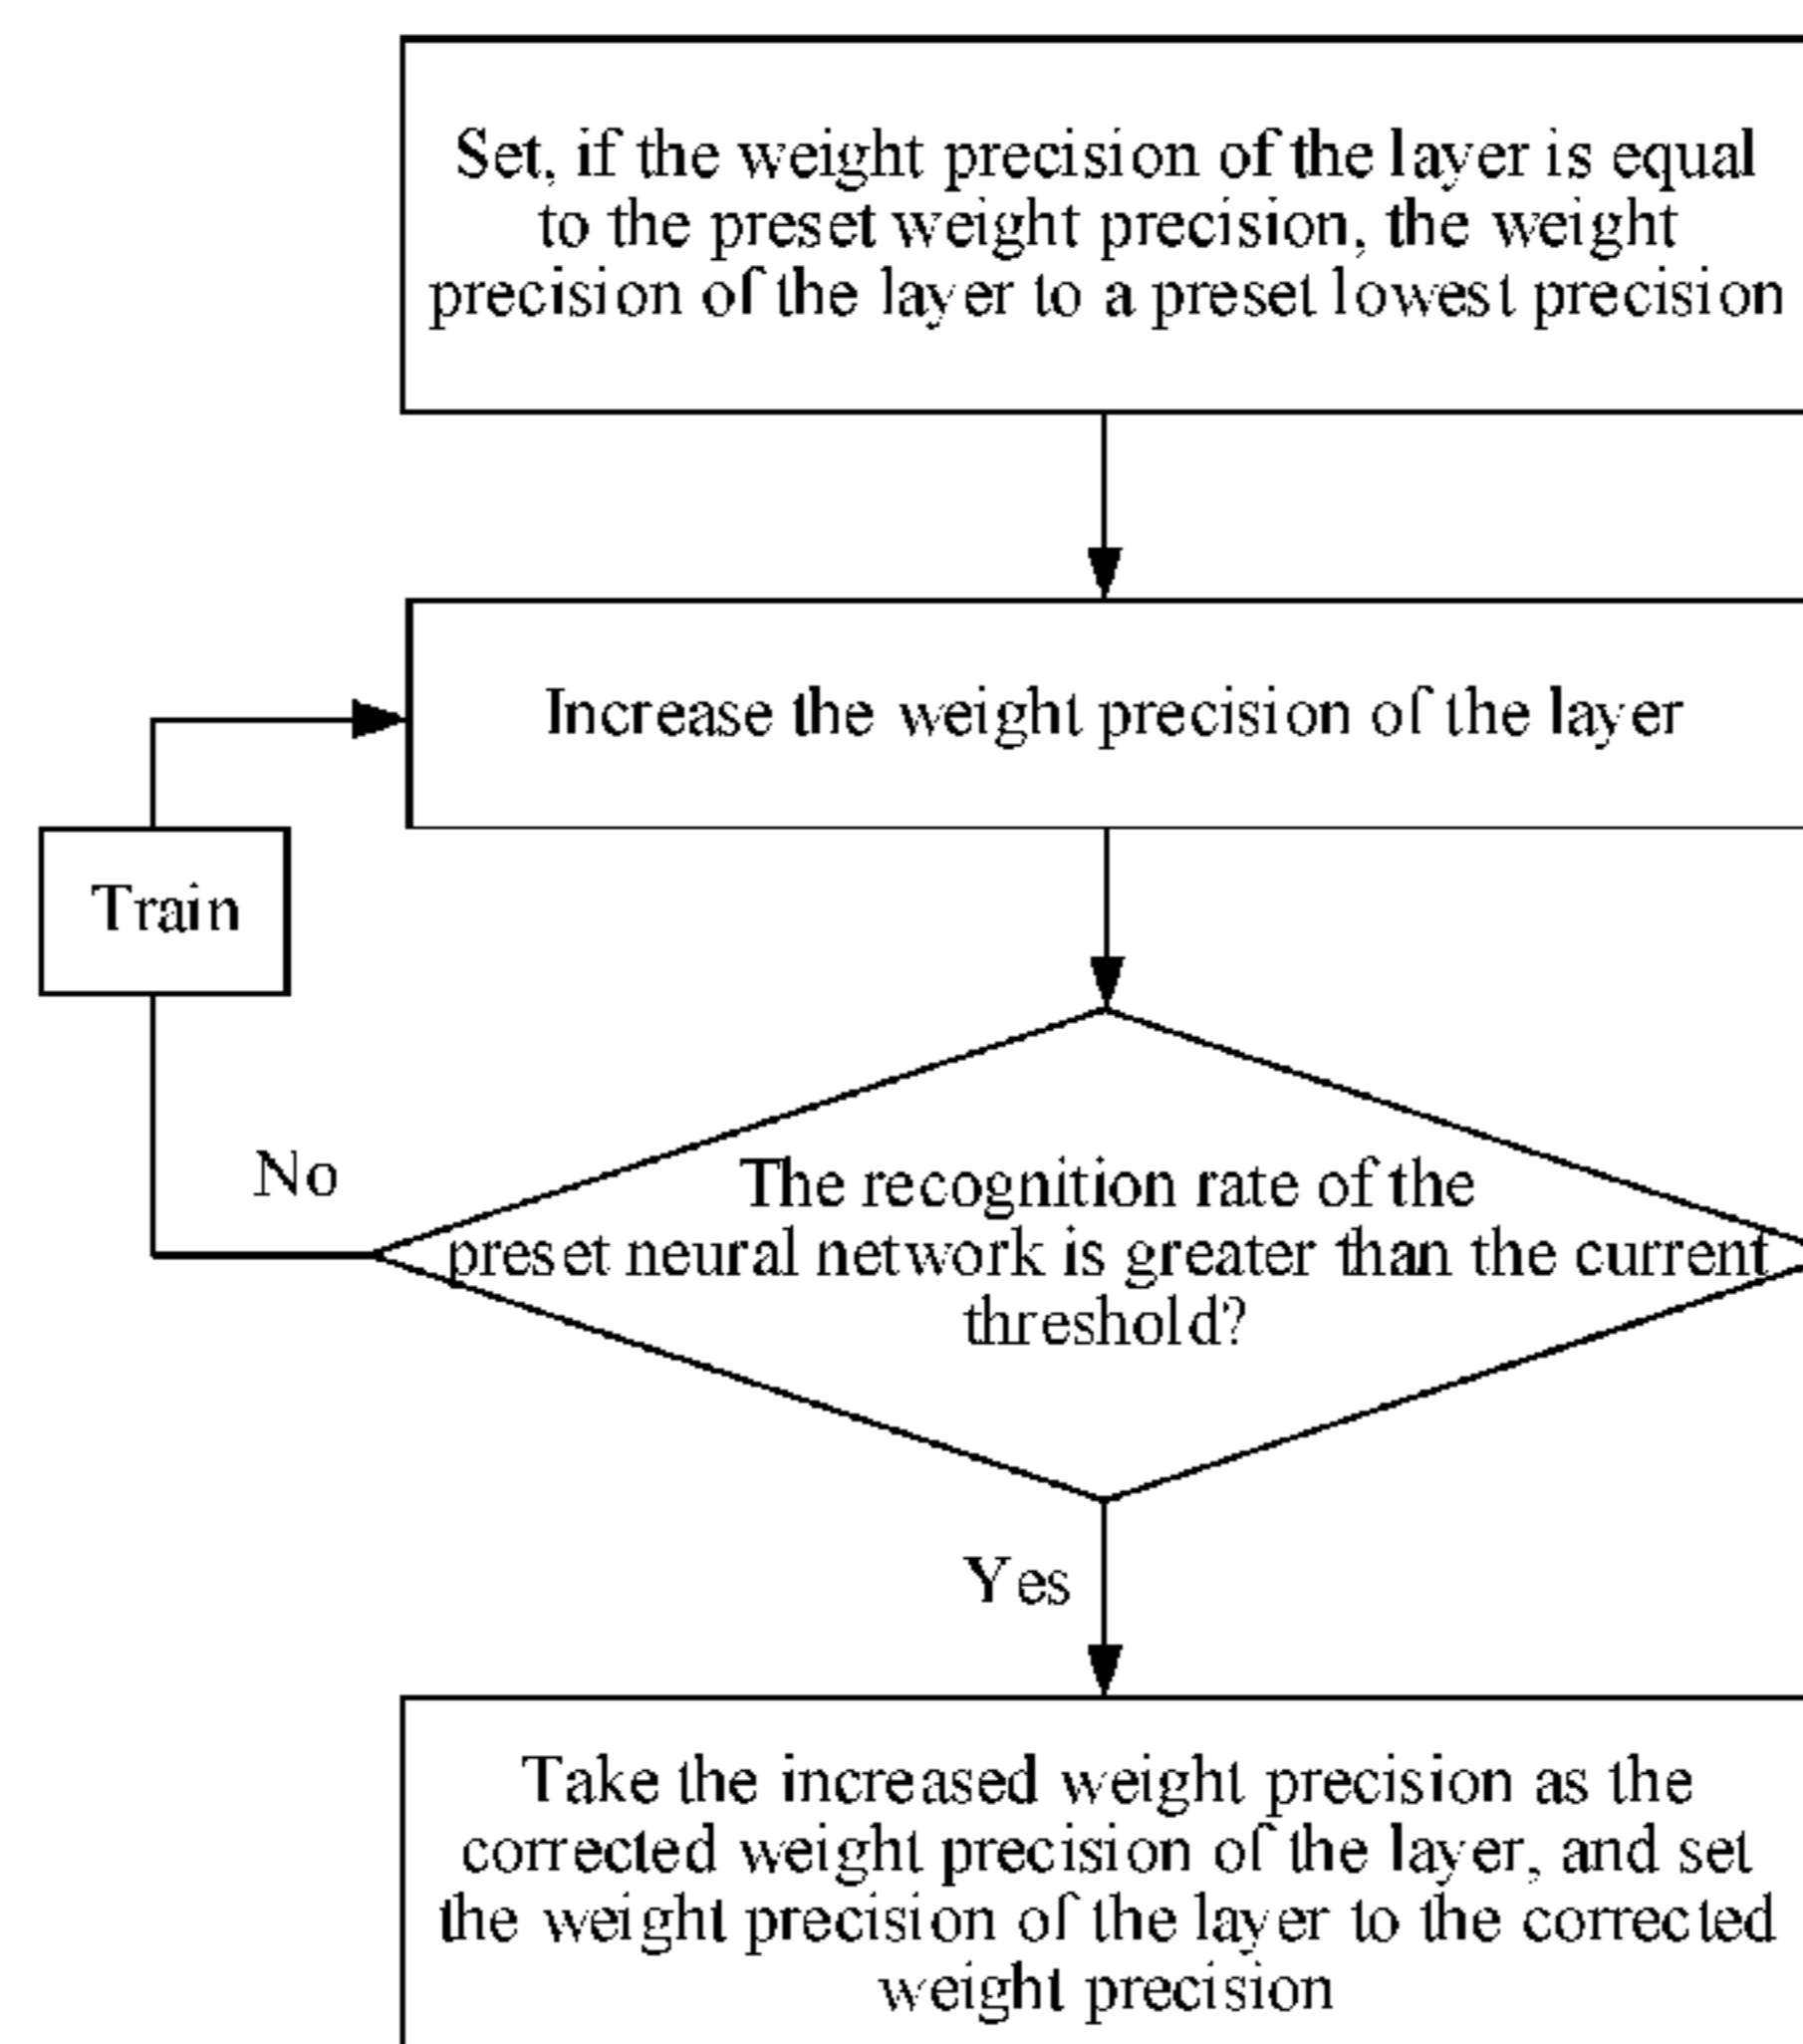 Set, if the weight precision of the layer is equal
to the preset weight precision, the weight
precision of the layer to a preset lowest precision
Increase the weight precision of the layer
Train
No
The recognition rate of the
preset neural network is greater than the current
threshold?
Yes
Take the increased weight precision as the
corrected weight precision of the layer, and set
the weight precision of the layer to the corrected
weight precision